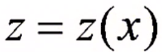 z = z(x)